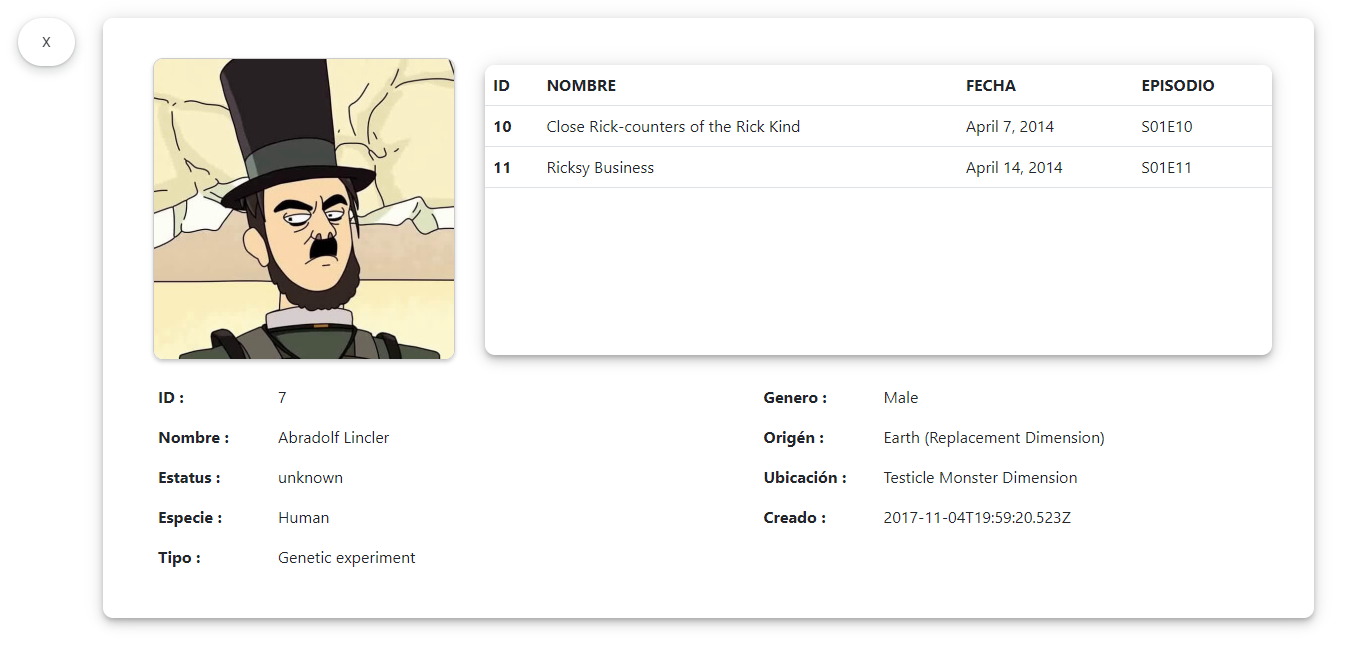 X
ID NOMBRE FECHA EPISODIO
10 Close Rick-counters of the Rick Kind April 7, 2014 S01E10
11 Ricksy Business April 14, 2014 S01E11
ID : 7 Genero : Male
Nombre : Abradolf Lincler Origén : Earth (Replacement Dimension)
Estatus : unknown Ubicación : Testicle Monster Dimension
Especie : Human Creado : 2017-11-04T19:59:20.523Z
Tipo : Genetic experiment